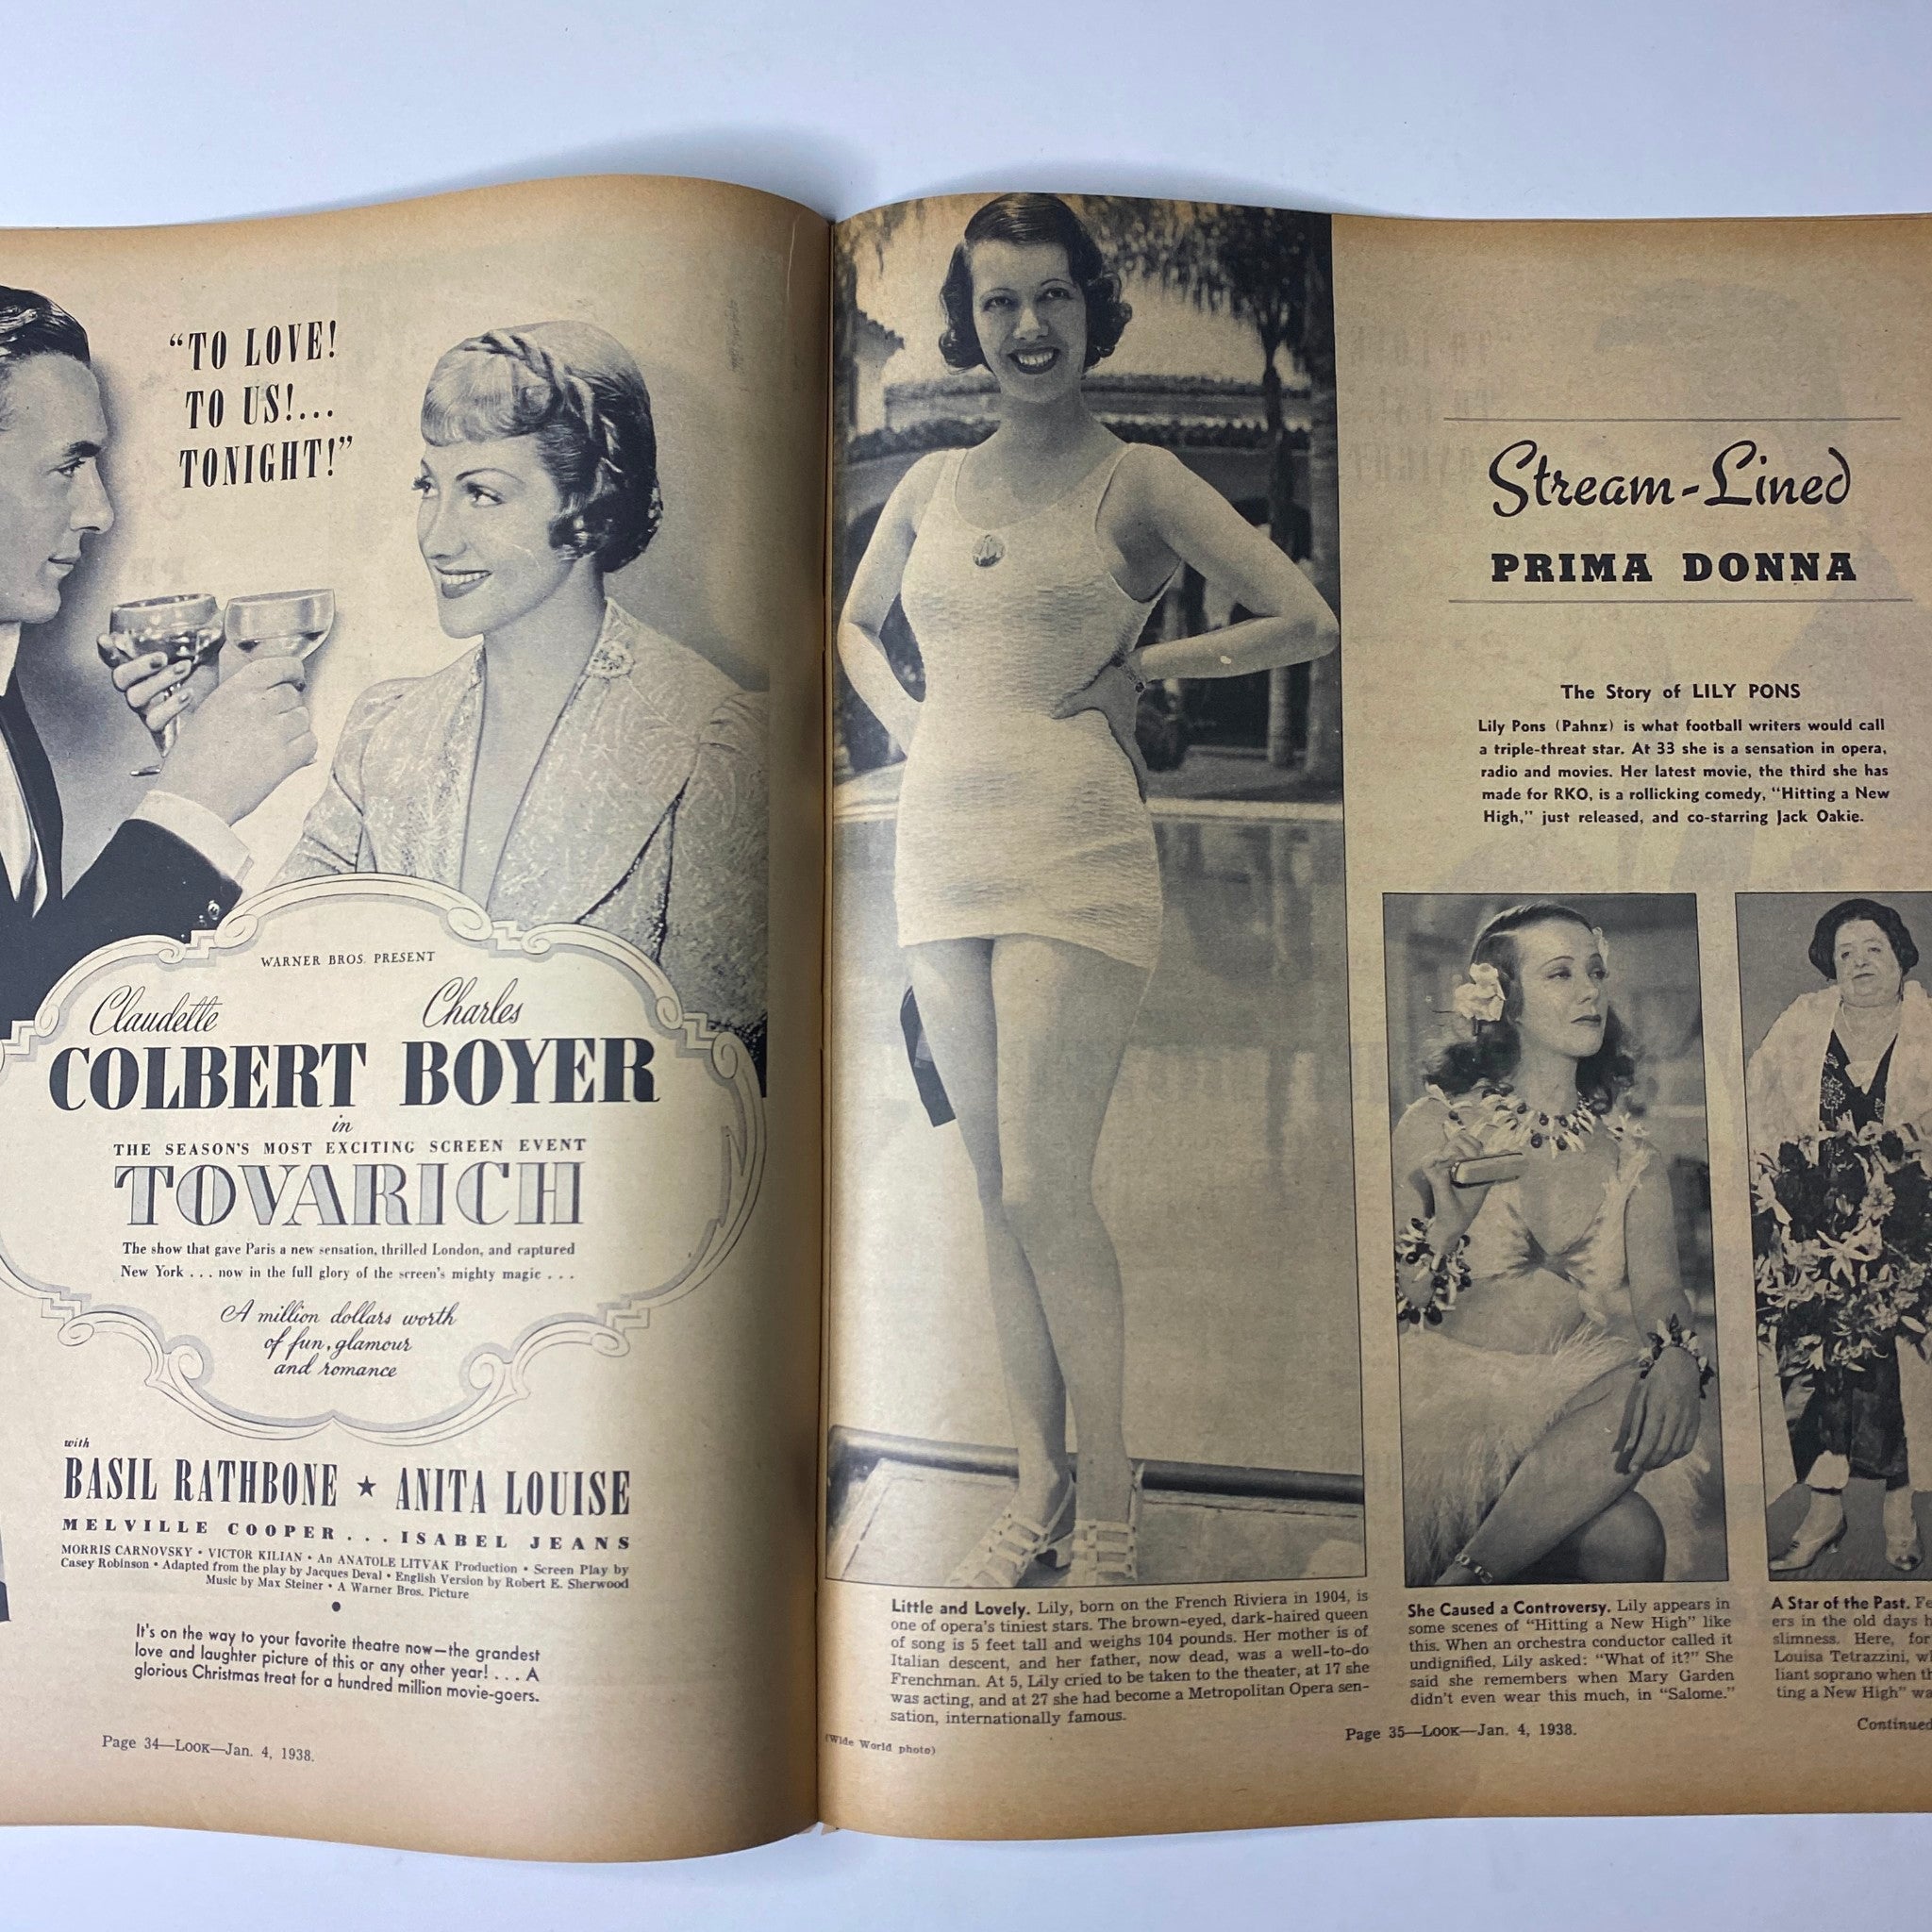 “TO LOVE!
TO US!...
TONIGHT!”
WARNER BROS. PRESENT
Claudette Charles
COLBERT BOYER
in
THE SEASON'S MOST EXCITING SCREEN EVENT
TOVARICH
The show that gave Paris a new sensation, thrilled London, and captured
New York . . . now in the full glory of the screen's mighty magic . . .
A million dollars worth
of fun, glamour
and romance
with
BASIL RATHBONE ★ ANITA LOUISE
MELVILLE COOPER . . . ISABEL JEANS
MORRIS CARNOVSKY • VICTOR KILIAN • An ANATOLE LITVAK Production • Screen Play by
Casey Robinson • Adapted from the play by Jacques Deval • English Version by Robert E. Sherwood
Music by Max Steiner • A Warner Bros. Picture
It's on the way to your favorite theatre now—the grandest
love and laughter picture of this or any other year! . . . A
glorious Christmas treat for a hundred million movie-goers.
Page 34—LOOK—Jan. 4, 1938.
Stream-Lined
PRIMA DONNA
The Story of LILY PONS
Lily Pons (Pahnz) is what football writers would call
a triple-threat star. At 33 she is a sensation in opera,
radio and movies. Her latest movie, the third she has
made for RKO, is a rollicking comedy, “Hitting a New
High,” just released, and co-starring Jack Oakie.
Little and Lovely. Lily, born on the French Riviera in 1904, is
one of opera's tiniest stars. The brown-eyed, dark-haired queen
of song is 5 feet tall and weighs 104 pounds. Her mother is of
Italian descent, and her father, now dead, was a well-to-do
Frenchman. At 5, Lily cried to be taken to the theater, at 17 she
was acting, and at 27 she had become a Metropolitan Opera sen-
sation, internationally famous.
(Wide World photo)
She Caused a Controversy. Lily appears in
some scenes of “Hitting a New High” like
this. When an orchestra conductor called it
undignified, Lily asked: “What of it?” She
said she remembers when Mary Garden
didn't even wear this much, in “Salome.”
A Star of the Past.
ers in the old days
slimness. Here, for
Louisa Tetrazzini,
liant soprano when
ting a New High”
Page 35—LOOK—Jan. 4, 1938.
Continued